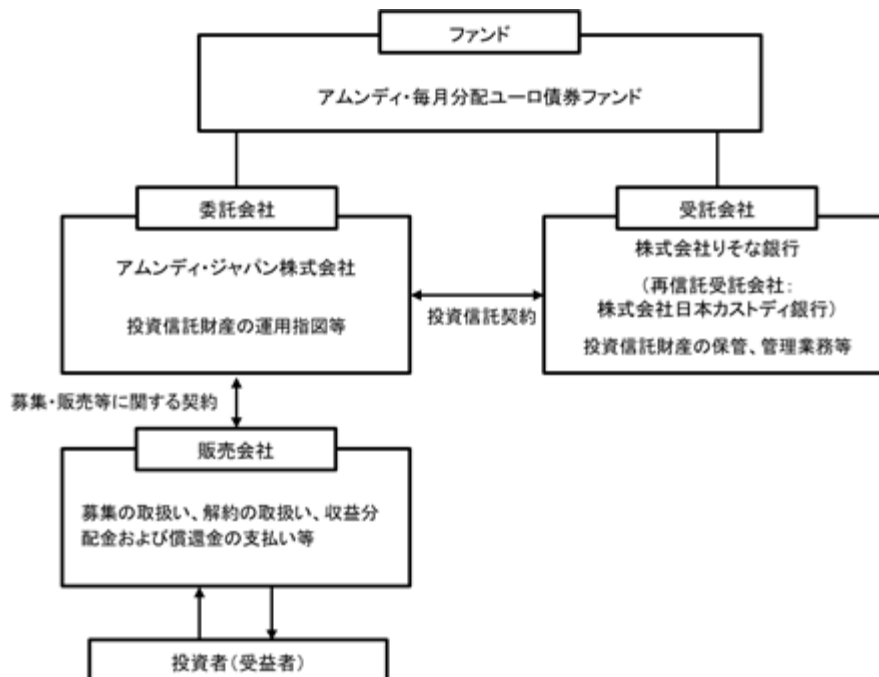 ファンド
アムンディ・毎月分配ユーロ債券ファンド
委託会社
アムンディ・ジャパン株式会社
投資信託財産の運用指図等
投資信託契約
受託会社
株式会社りそな銀行
(再信託受託会社:
株式会社日本カストディ銀行)
投資信託財産の保管、管理業務等
募集・販売等に関する契約
販売会社
募集の取扱い、解約の取扱い、収益分
配金および償還金の支払い等
投資者(受益者)